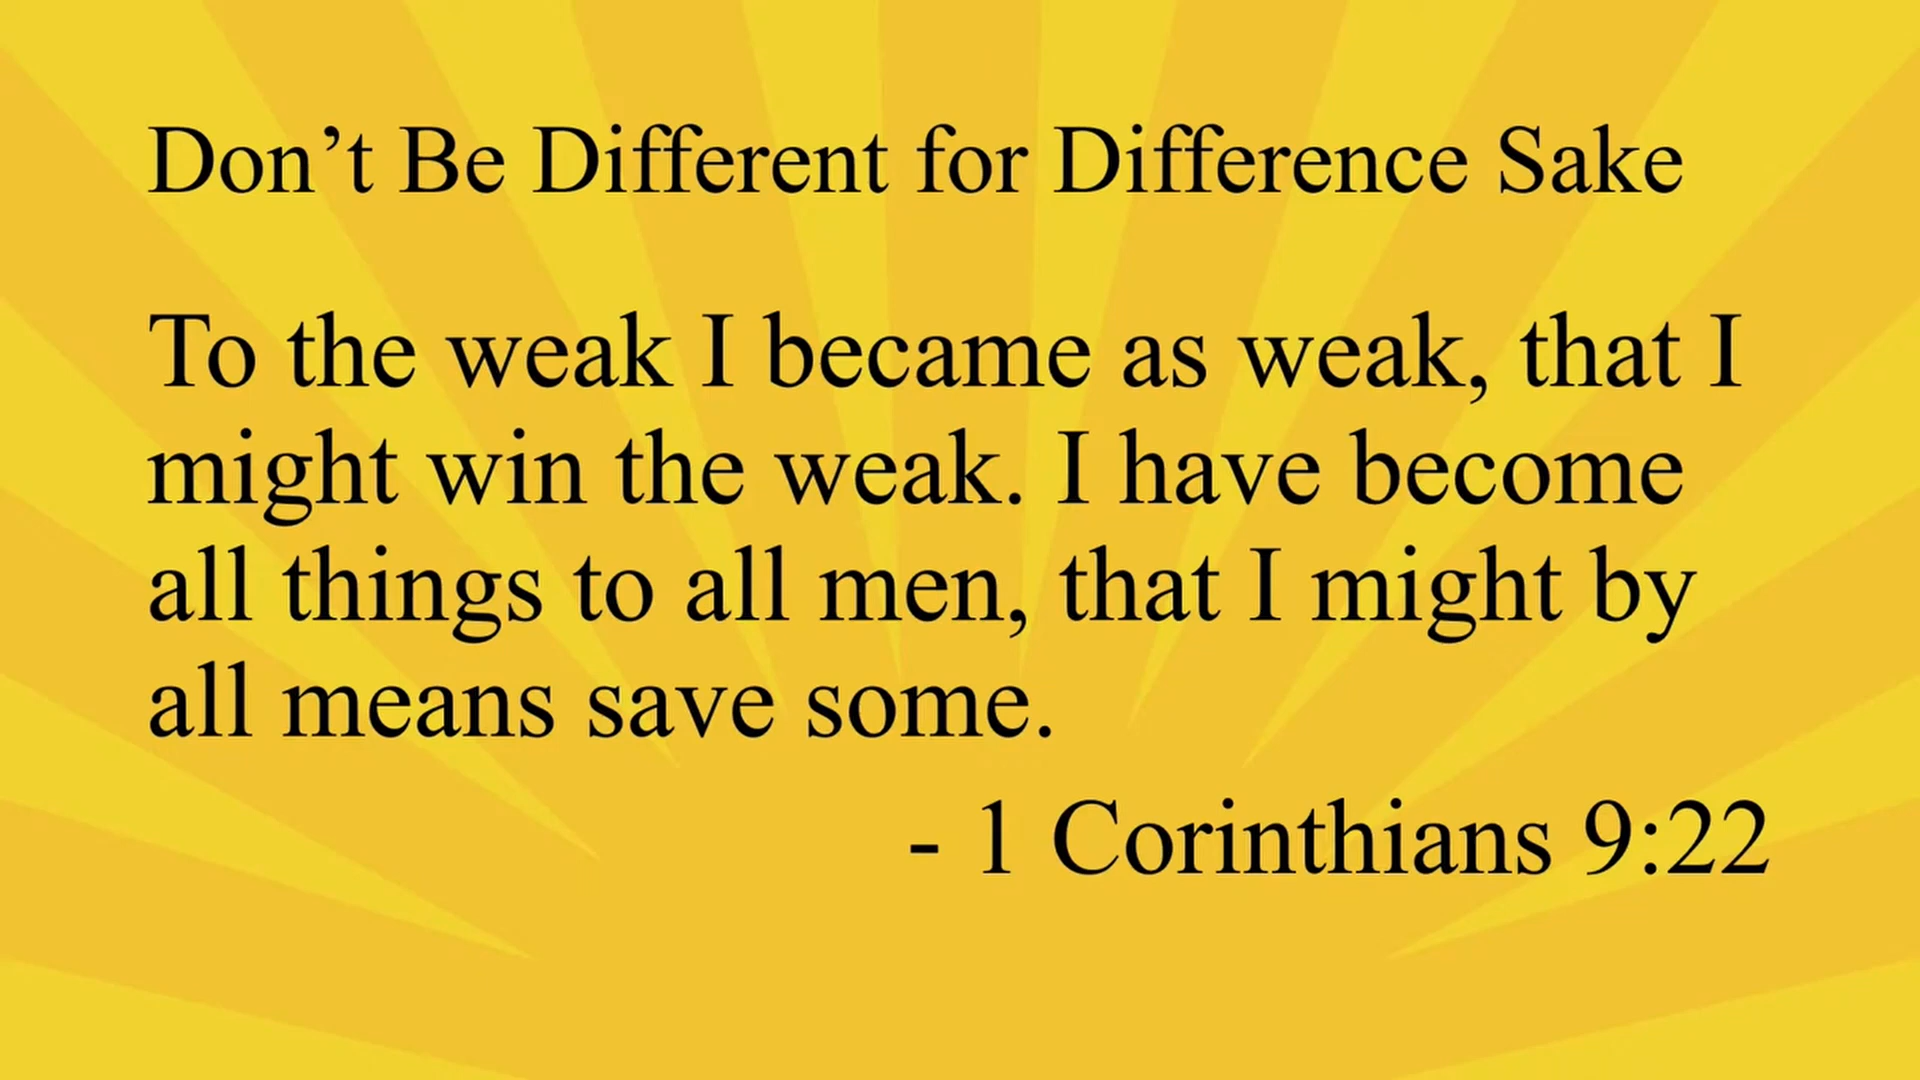 Don’t Be Different for Difference Sake
To the weak I became as weak, that I
might win the weak. I have become
all things to all men, that I might by
all means save some.
- 1 Corinthians 9:22